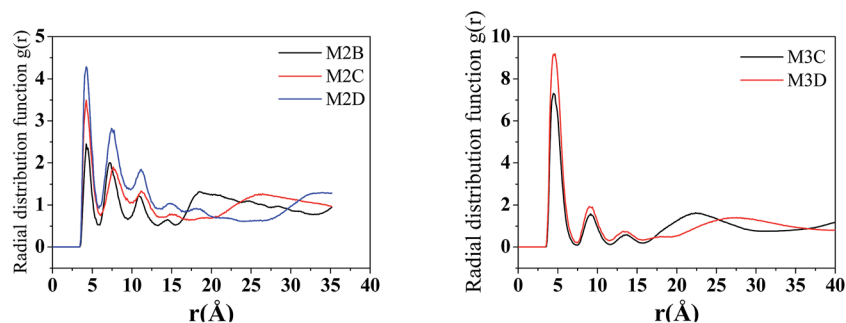 Radial distribution function g(r)
5
4
3
2
1
0
M2B
M2C
M2D
0 5 10 15 20 25 30 35 40
r(Å)
Radial distribution function g(r)
10
8
6
4
2
0
M3C
M3D
0 5 10 15 20 25 30 35 40
r(Å)